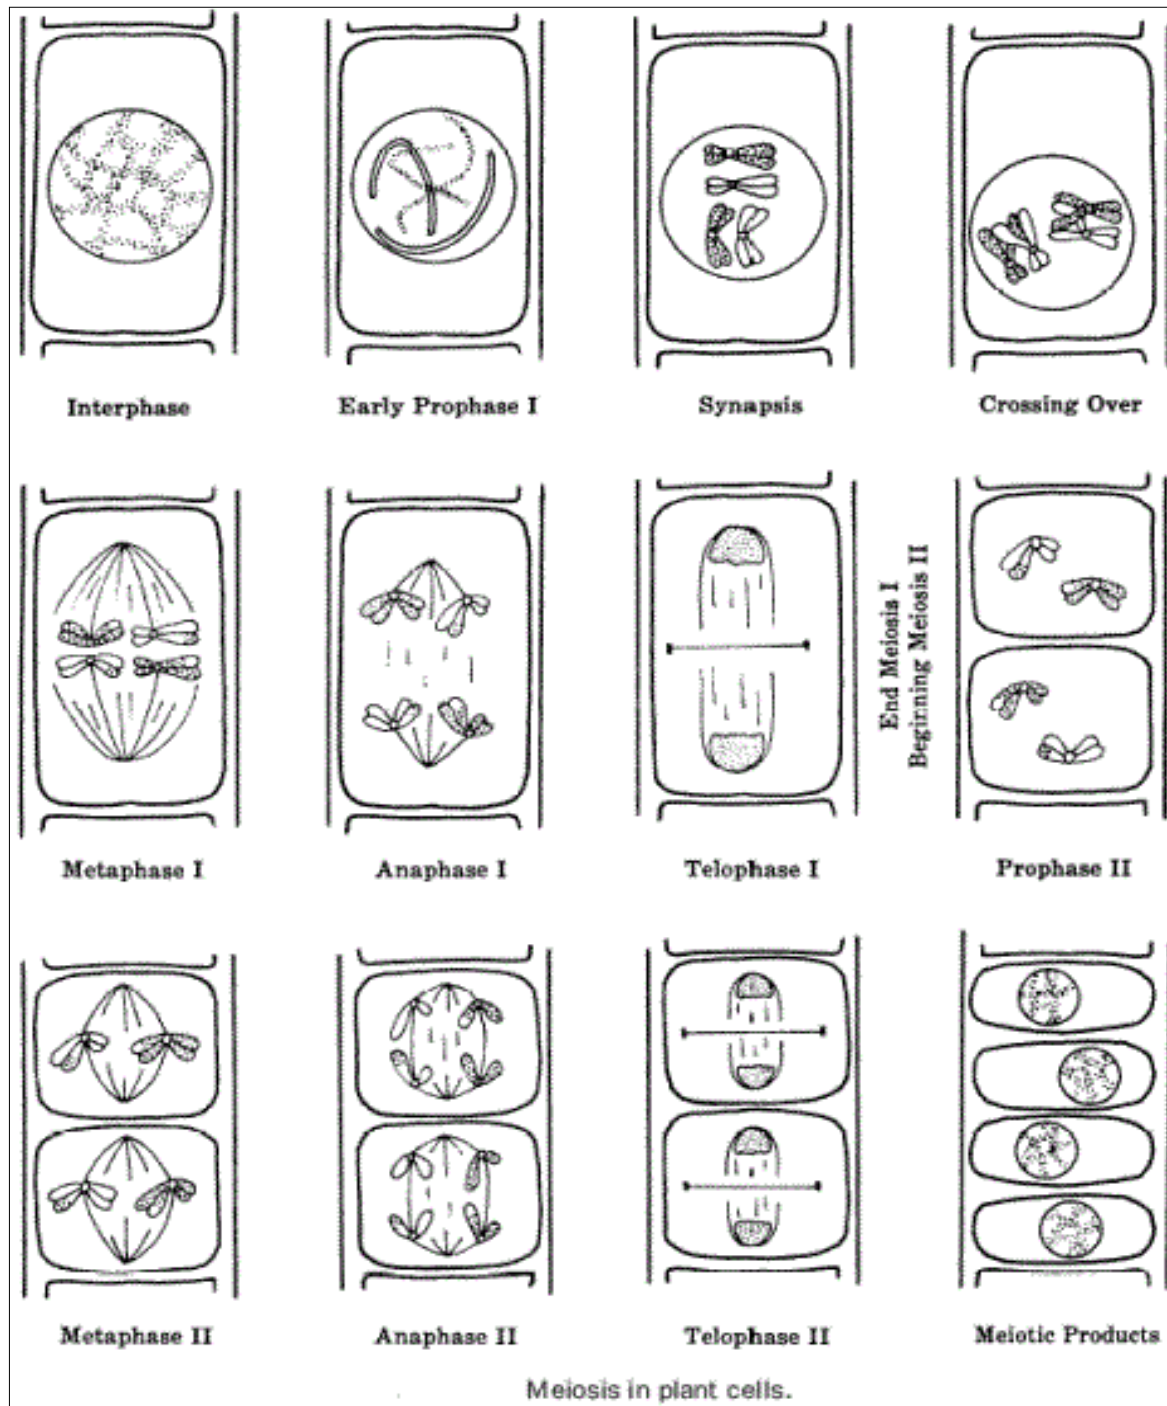 Interphase
Early Prophase I
Synapsis
Crossing Over
Metaphase I
Anaphase I
Telophase I
End Meiosis I
Beginning Meiosis II
Prophase II
Metaphase II
Anaphase II
Telophase II
Meiotic Products
Meiosis in plant cells.